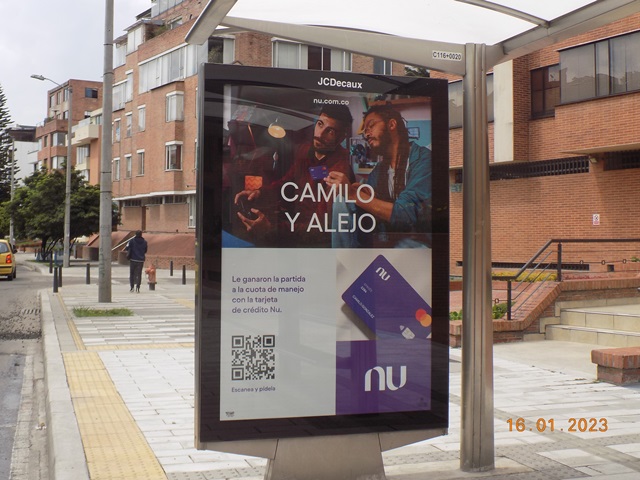 C116+0020
JCDecaux
nu.com.co
CAMILO
Y ALEJO
Le ganaron la partida
a la cuota de manejo
con la tarjeta
de crédito Nu.
nu
Escanea y pídela
nu
16.01.2023